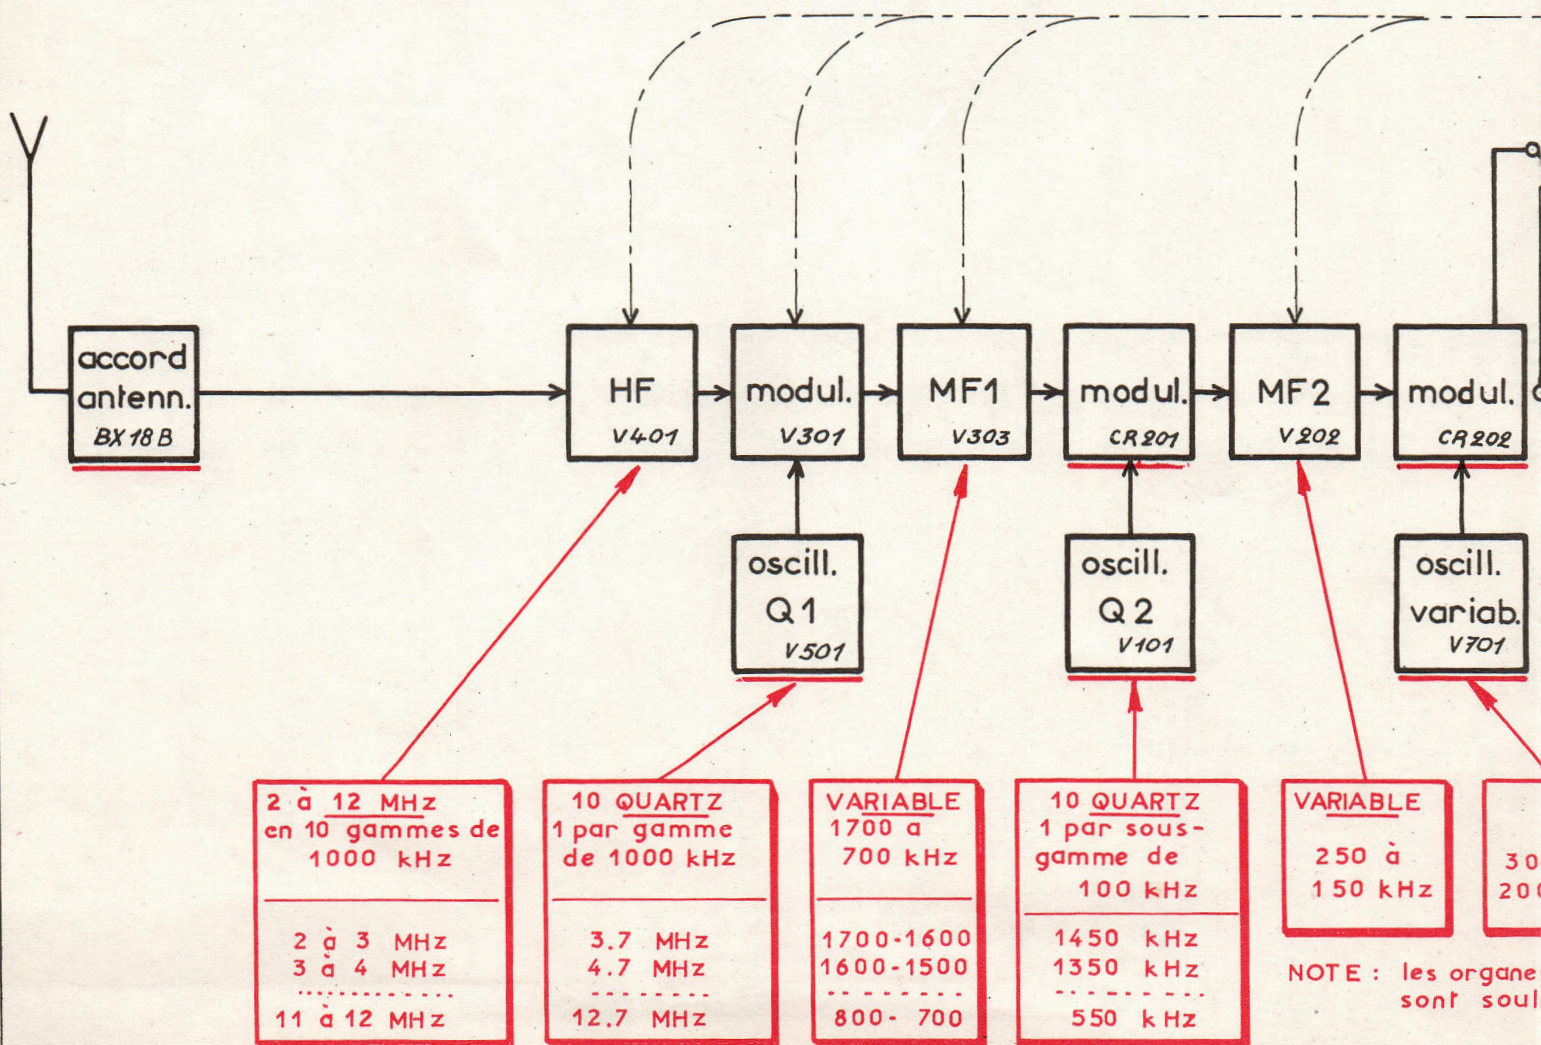 accord
antenn.
BX 18 B
HF
V401
modul.
V301
MF1
V303
modul.
CR201
MF2
V202
modul.
CR202
oscill.
Q1
V501
oscill.
Q2
V101
oscill.
variab.
V701
2 à 12 MHz
en 10 gammes de
1000 kHz
2 à 3 MHz
3 à 4 MHz
.............
11 à 12 MHz
10 QUARTZ
1 par gamme
de 1000 kHz
3.7 MHz
4.7 MHz
--------
12.7 MHz
VARIABLE
1700 a
700 kHz
1700-1600
1600-1500
---------
800- 700
10 QUARTZ
1 par sous-
gamme de
100 kHz
1450 kHz
1350 kHz
---------
550 kHz
VARIABLE
250 à
150 kHz
30
200
NOTE : les organe
sont soul